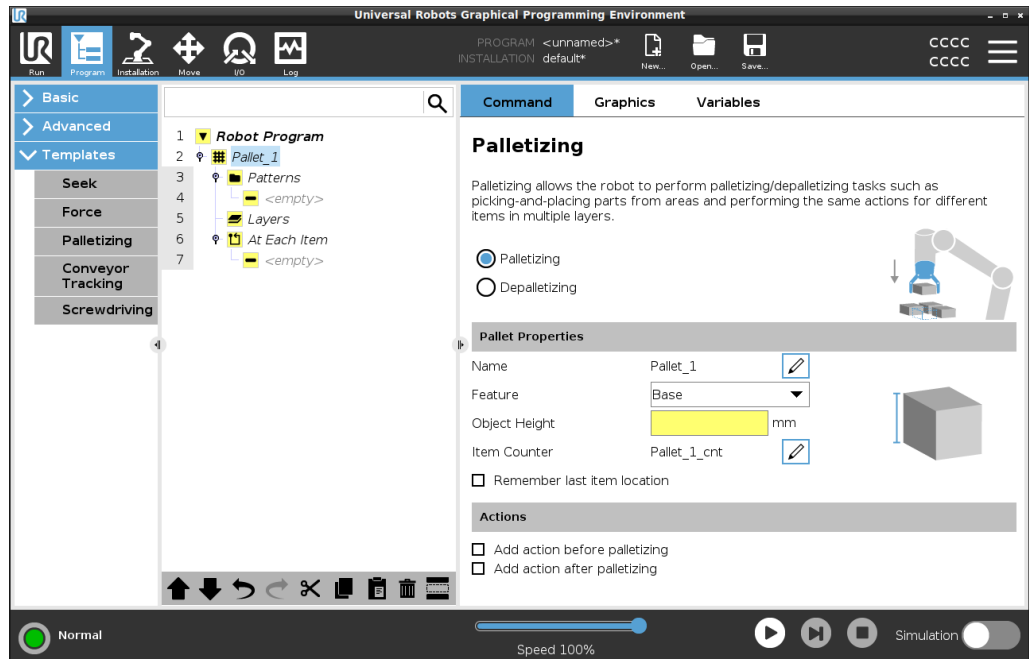 Universal Robots Graphical Programming Environment
Run
Program
Installation
Move
I/O
Log
PROGRAM <unnamed>*
INSTALLATION default*
New...
Open...
Save...
CCCC
CCCC
Basic
Advanced
Templates
Seek
Force
Palletizing
Conveyor
Tracking
Screwdriving
1 Robot Program
2 Pallet_1
3 Patterns
4 <empty>
5 Layers
6 At Each Item
7 <empty>
Command Graphics Variables
Palletizing
Palletizing allows the robot to perform palletizing/depalletizing tasks such as
picking-and-placing parts from areas and performing the same actions for different
items in multiple layers.
Palletizing
Depalletizing
Pallet Properties
Name Pallet_1
Feature Base
Object Height mm
Item Counter Pallet_1_cnt
Remember last item location
Actions
Add action before palletizing
Add action after palletizing
Normal
Speed 100%
Simulation